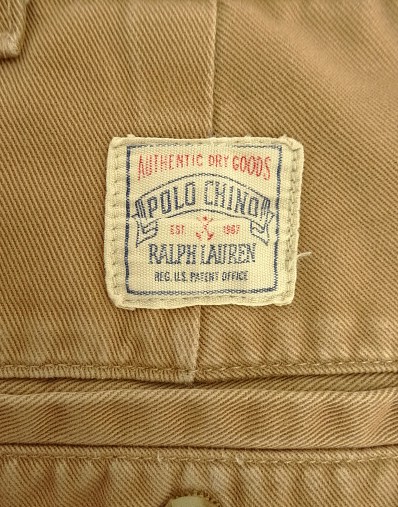 AUTHENTIC DRY GOODS
POLO CHINO
EST. 1967
RALPH LAUREN
REG. U.S. PATENT OFFICE